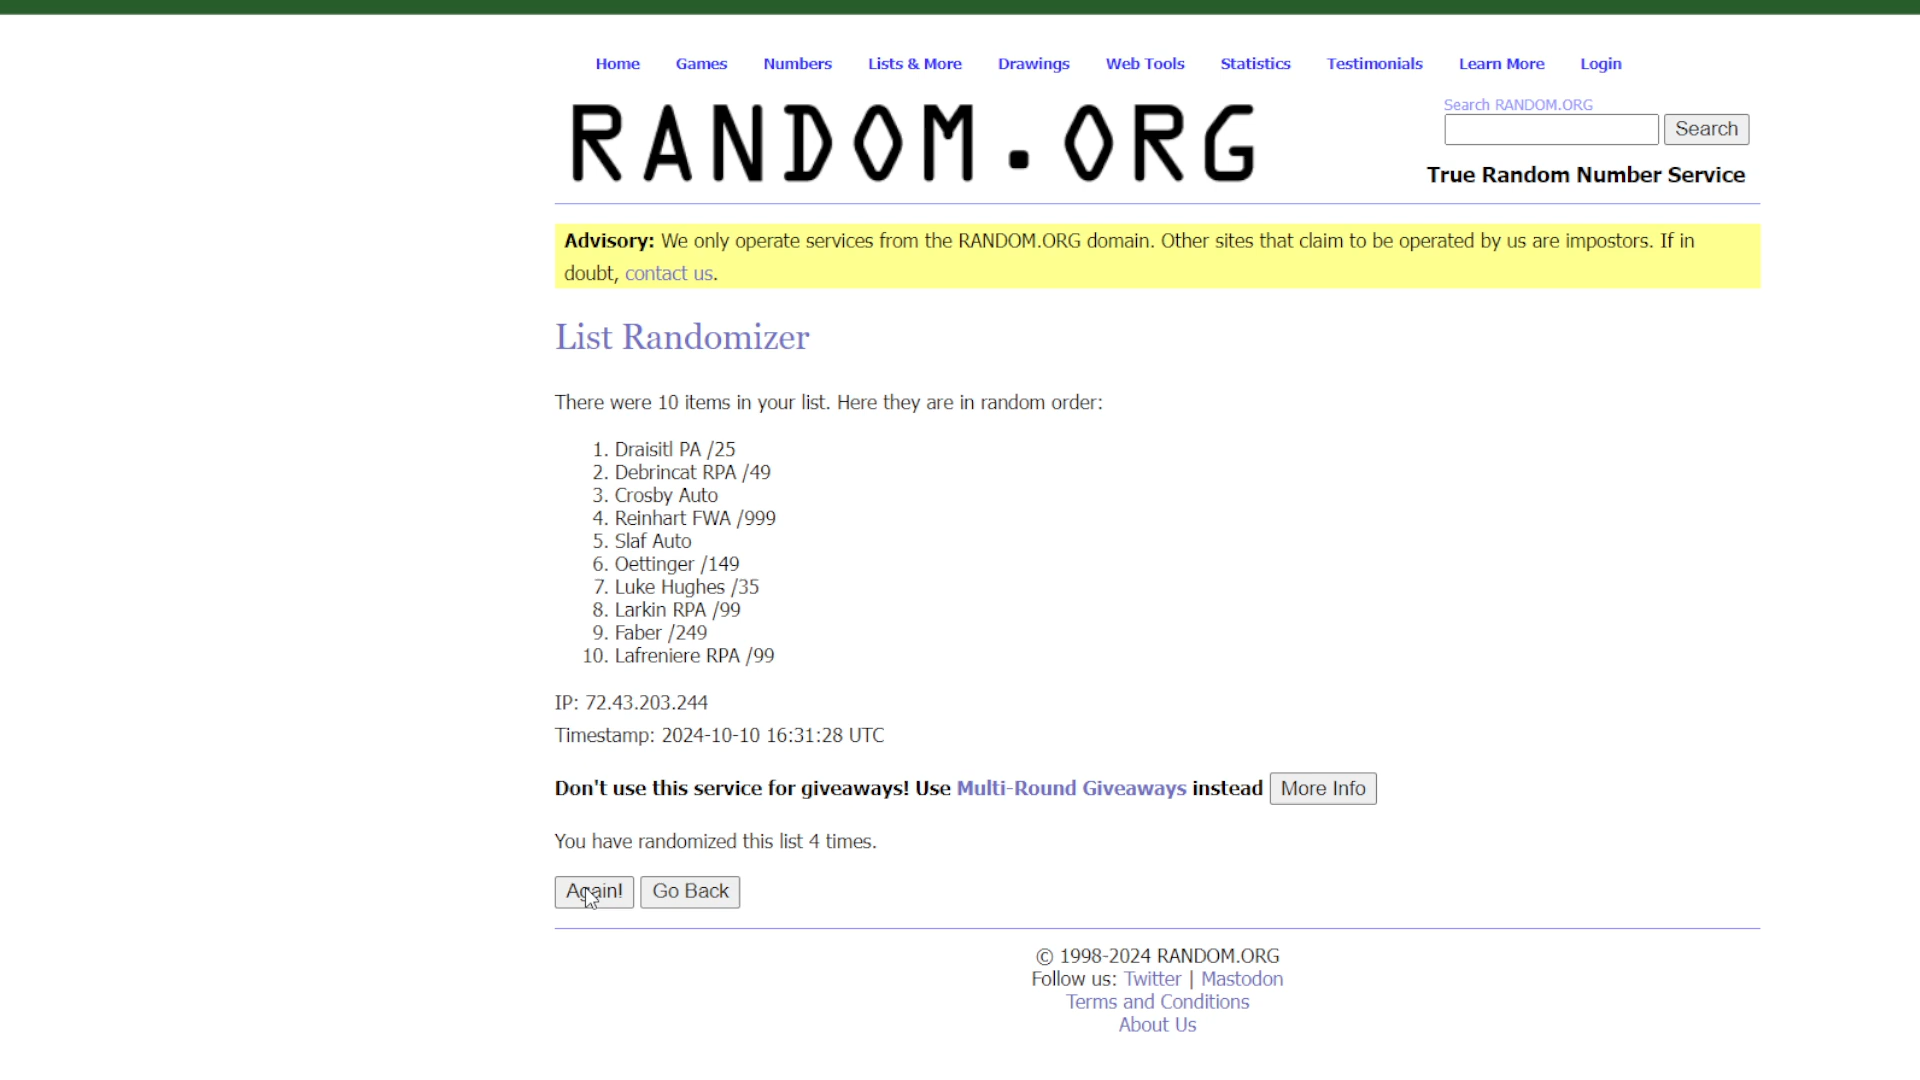 Home Games Numbers Lists & More Drawings Web Tools Statistics Testimonials Learn More Login
RANDOM.ORG
Search RANDOM.ORG
Search
True Random Number Service
Advisory: We only operate services from the RANDOM.ORG domain. Other sites that claim to be operated by us are impostors. If in
doubt, contact us.
List Randomizer
There were 10 items in your list. Here they are in random order:
1. Draisitl PA /25
2. Debrincat RPA /49
3. Crosby Auto
4. Reinhart FWA /999
5. Slaf Auto
6. Oettinger /149
7. Luke Hughes /35
8. Larkin RPA /99
9. Faber /249
10. Lafreniere RPA /99
IP: 72.43.203.244
Timestamp: 2024-10-10 16:31:28 UTC
Don't use this service for giveaways! Use Multi-Round Giveaways instead More Info
You have randomized this list 4 times.
Again! Go Back
© 1998-2024 RANDOM.ORG
Follow us: Twitter | Mastodon
Terms and Conditions
About Us